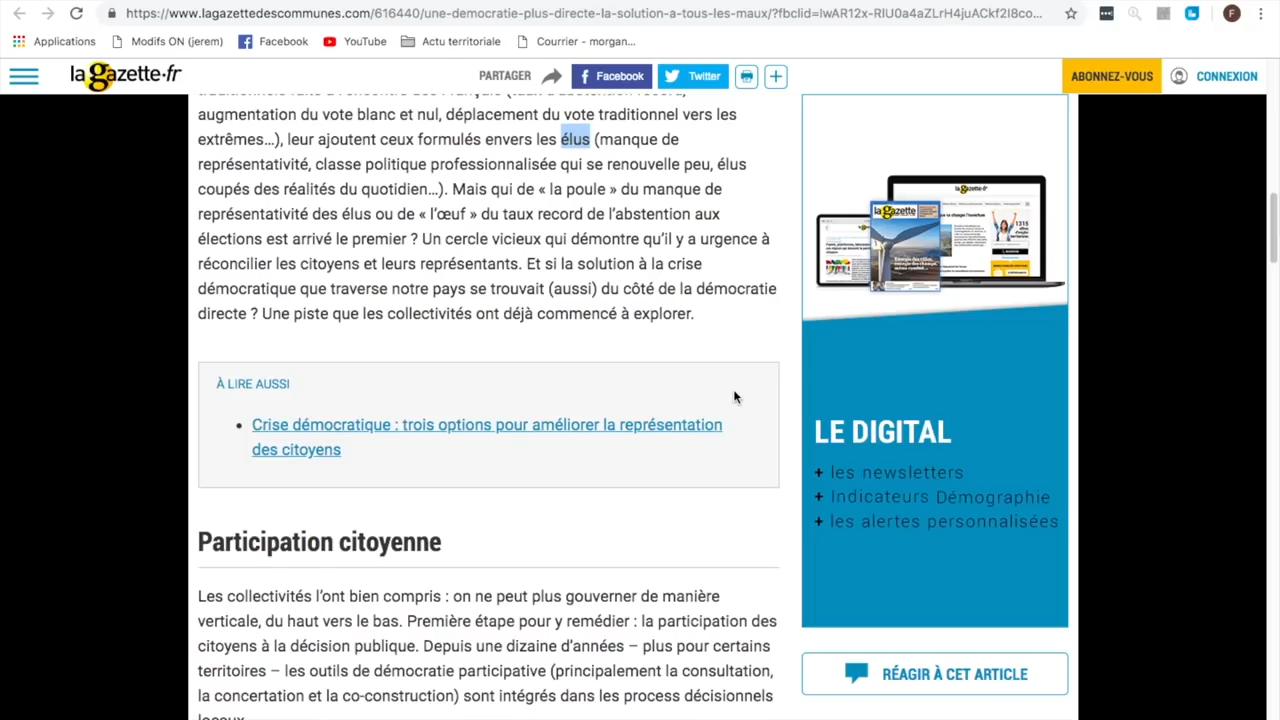 https://www.lagazettedescommunes.com/616440/une-democratie-plus-directe-la-solution-a-tous-les-maux/?fbclid=IwAR12x-RIU0a4aZLrH4juACkf2I8co...
F
Applications
Modifs ON (jerem)
Facebook
YouTube
Actu territoriale
Courrier - morgan...
la gazette.fr
PARTAGER
Facebook
Twitter
ABONNEZ-VOUS
CONNEXION
augmentation du vote blanc et nul, déplacement du vote traditionnel vers les
extrêmes…), leur ajoutent ceux formulés envers les élus (manque de
représentativité, classe politique professionnalisée qui se renouvelle peu, élus
coupés des réalités du quotidien…). Mais qui de « la poule » du manque de
représentativité des élus ou de « l'œuf » du taux record de l'abstention aux
élections est arrivé le premier ? Un cercle vicieux qui démontre qu'il y a urgence à
réconcilier les citoyens et leurs représentants. Et si la solution à la crise
démocratique que traverse notre pays se trouvait (aussi) du côté de la démocratie
directe ? Une piste que les collectivités ont déjà commencé à explorer.
À LIRE AUSSI
Crise démocratique : trois options pour améliorer la représentation
des citoyens
Participation citoyenne
Les collectivités l'ont bien compris : on ne peut plus gouverner de manière
verticale, du haut vers le bas. Première étape pour y remédier : la participation des
citoyens à la décision publique. Depuis une dizaine d'années – plus pour certains
territoires – les outils de démocratie participative (principalement la consultation,
la concertation et la co-construction) sont intégrés dans les process décisionnels
la gazette.fr
la gazette
1315
LE DIGITAL
+ les newsletters
+ Indicateurs Démographie
+ les alertes personnalisées
RÉAGIR À CET ARTICLE